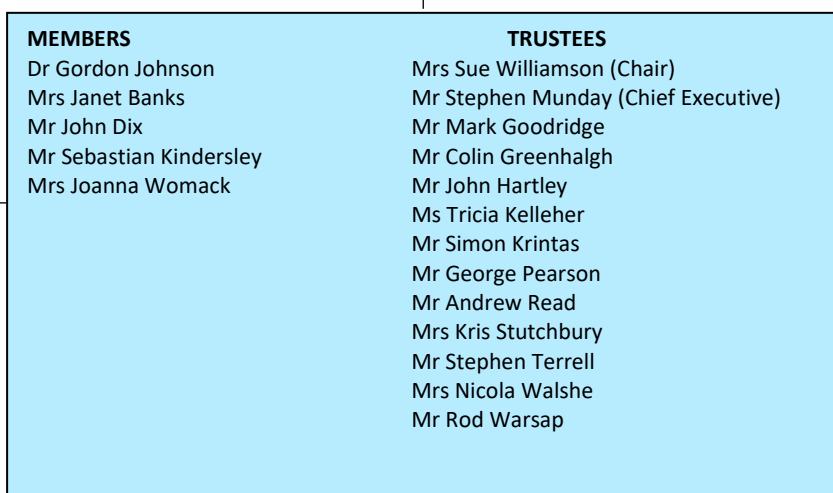 MEMBERS
Dr Gordon Johnson
Mrs Janet Banks
Mr John Dix
Mr Sebastian Kindersley
Mrs Joanna Womack
TRUSTEES
Mrs Sue Williamson (Chair)
Mr Stephen Munday (Chief Executive)
Mr Mark Goodridge
Mr Colin Greenhalgh
Mr John Hartley
Ms Tricia Kelleher
Mr Simon Krintas
Mr George Pearson
Mr Andrew Read
Mrs Kris Stutchbury
Mr Stephen Terrell
Mrs Nicola Walshe
Mr Rod Warsap